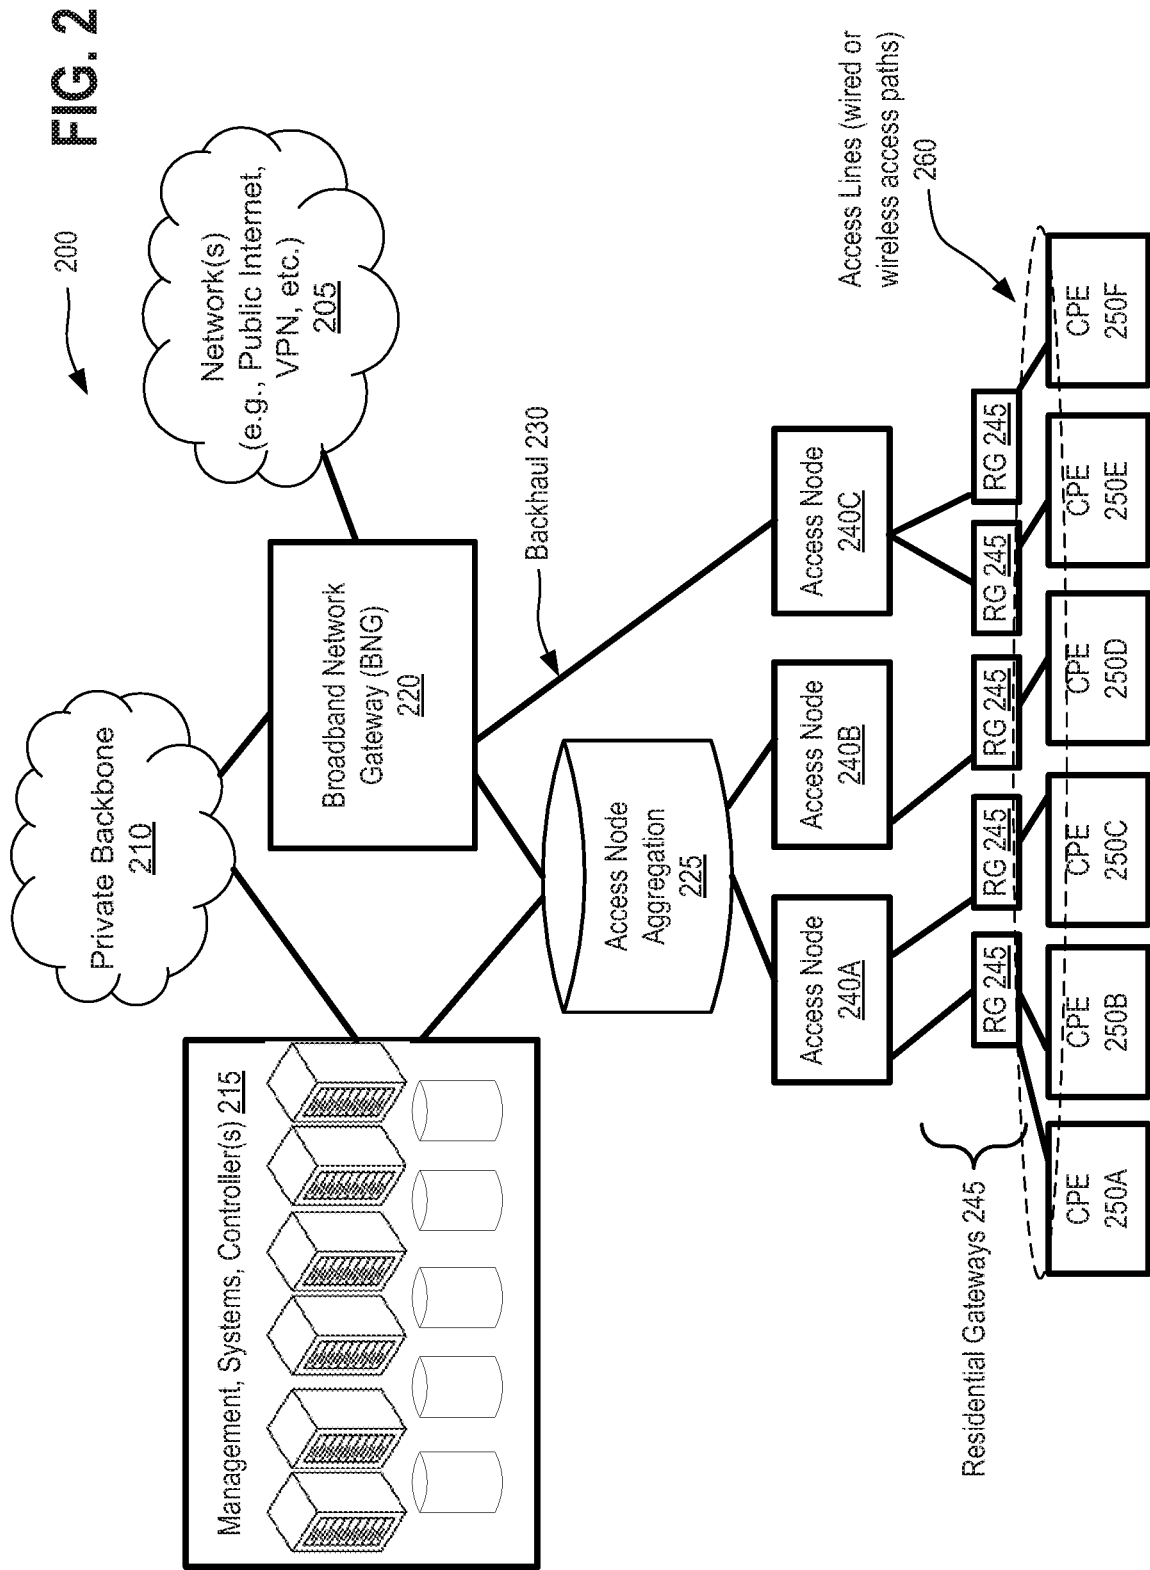 FIG. 2
200
Private Backbone
210
Network(s)
(e.g., Public Internet,
VPN, etc.)
205
Management, Systems, Controller(s) 215
Broadband Network
Gateway (BNG)
220
Backhaul 230
Access Node
Aggregation
225
Access Node
240A
Access Node
240B
Access Node
240C
Access Lines (wired or
wireless access paths)
260
Residential Gateways 245
RG 245
RG 245
RG 245
RG 245
RG 245
CPE
250A
CPE
250B
CPE
250C
CPE
250D
CPE
250E
CPE
250F